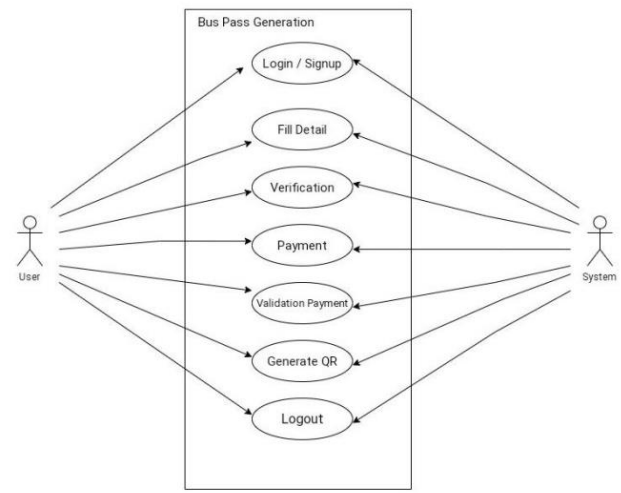 Bus Pass Generation
Login / Signup
Fill Detail
Verification
Payment
User
System
Validation Payment
Generate QR
Logout